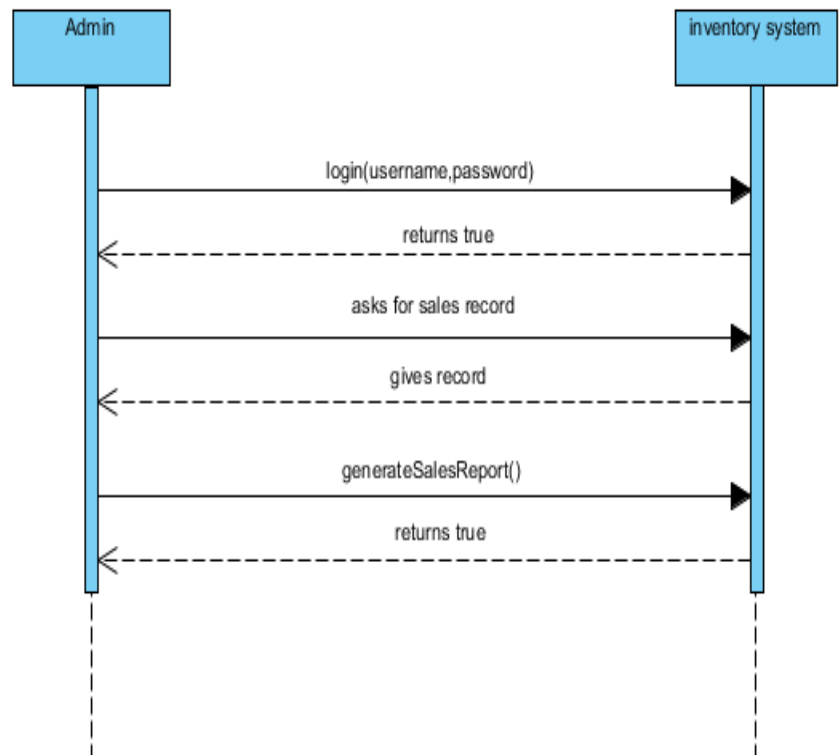 Admin
inventory system
login(username,password)
returns true
asks for sales record
gives record
generateSalesReport()
returns true